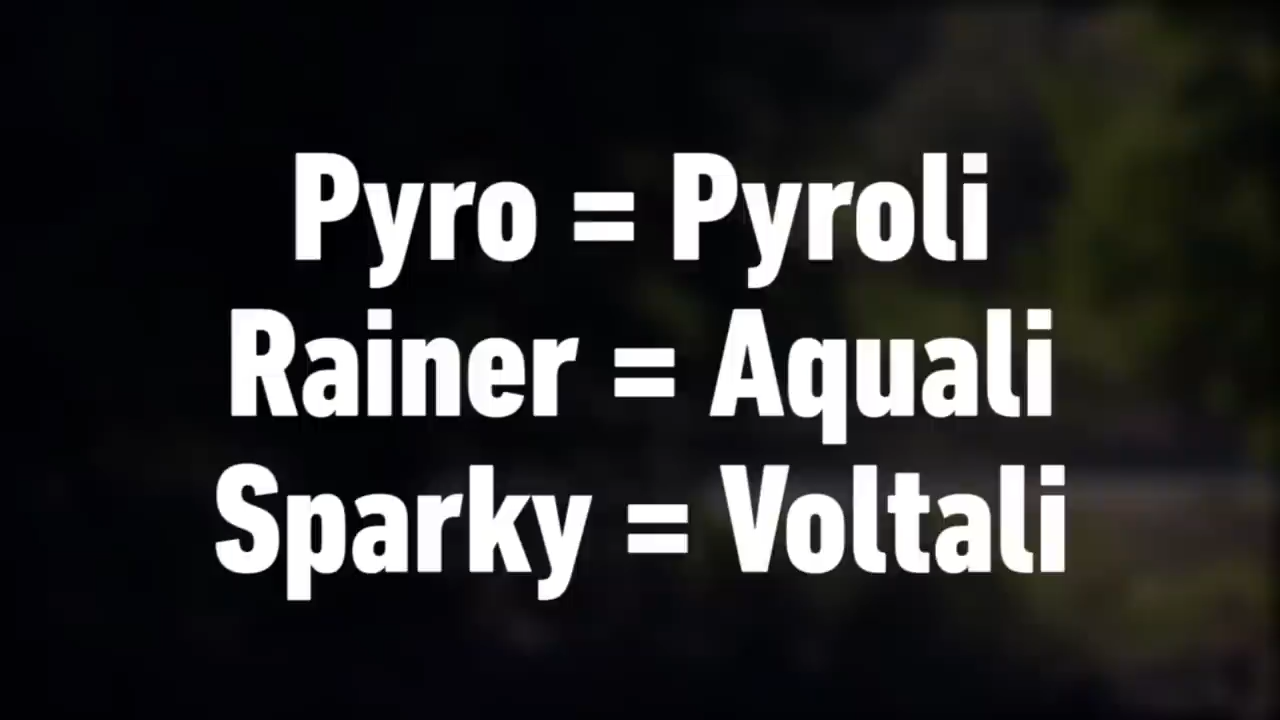 Pyro = Pyroli
Rainer = Aquali
Sparky = Voltali